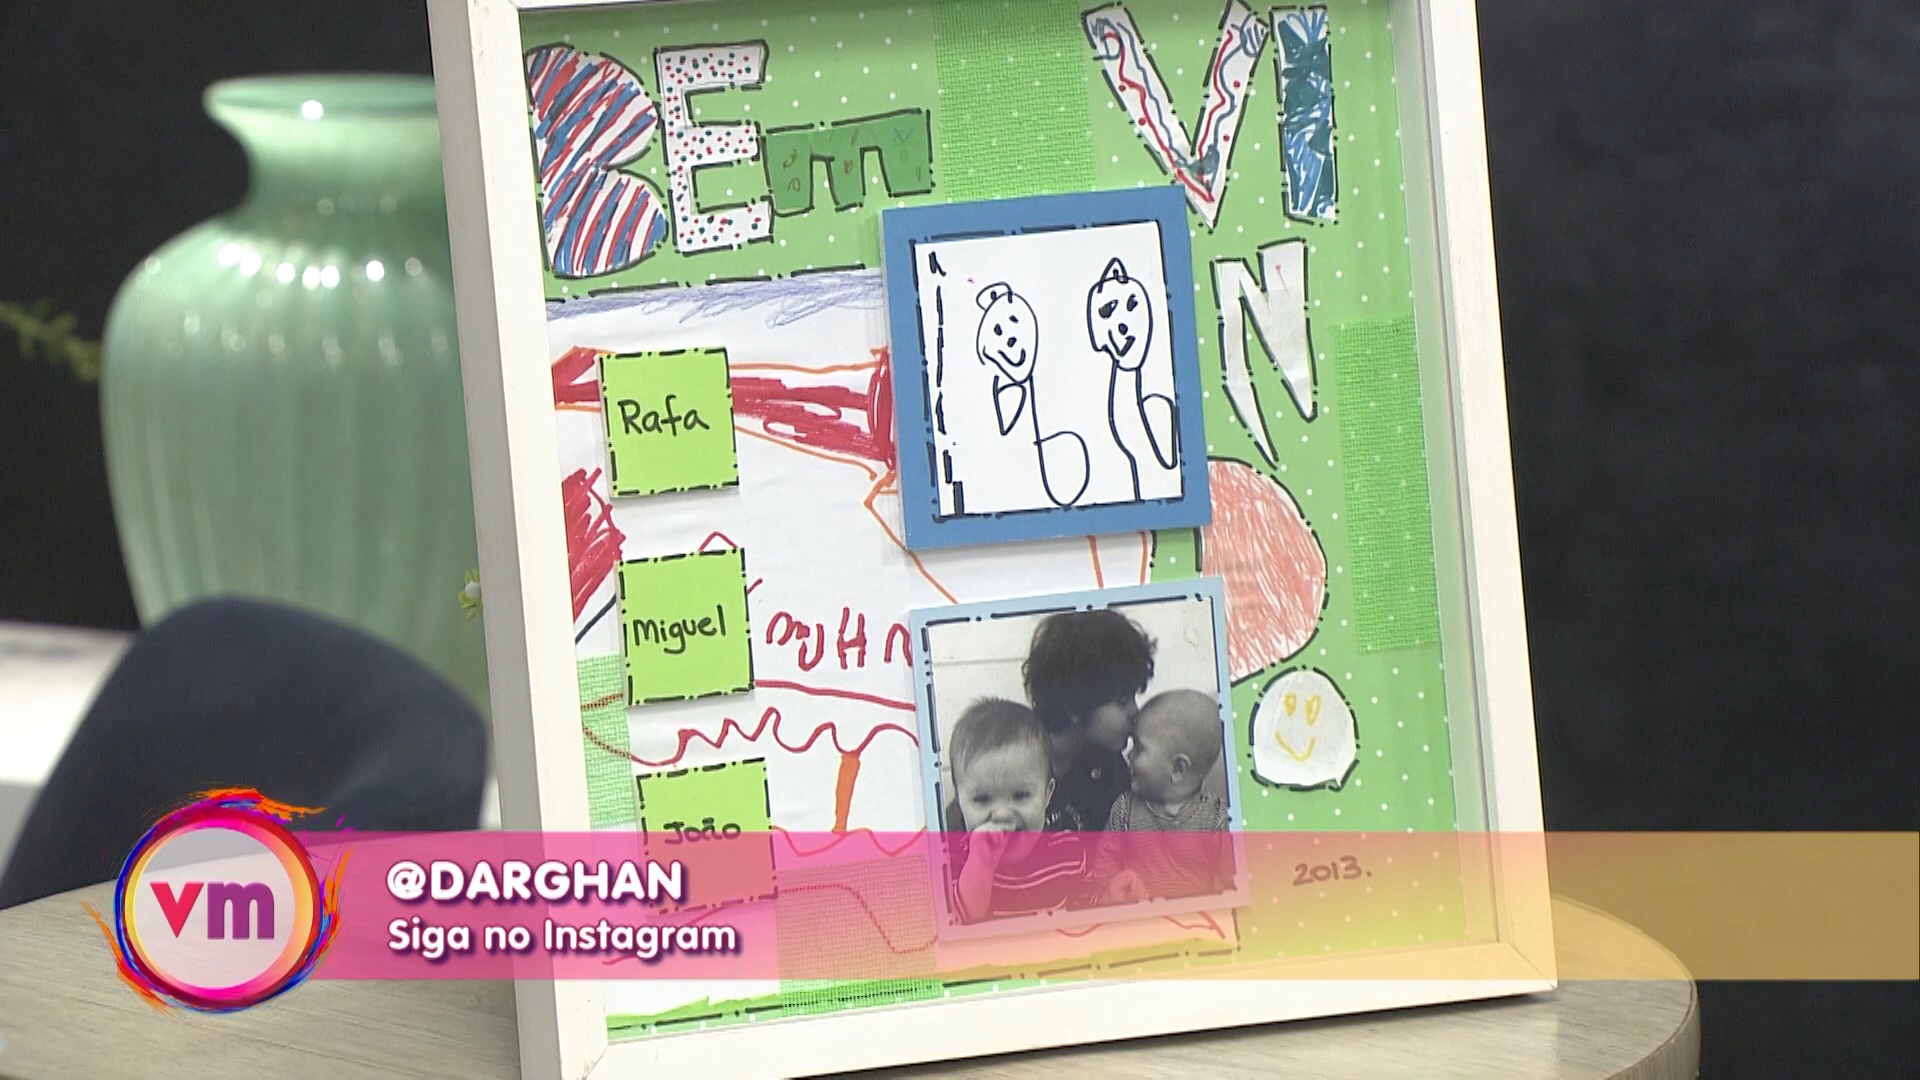 BEm VI
N
Rafa
Miguel
João
2013.
vm
@DARGHAN
Siga no Instagram